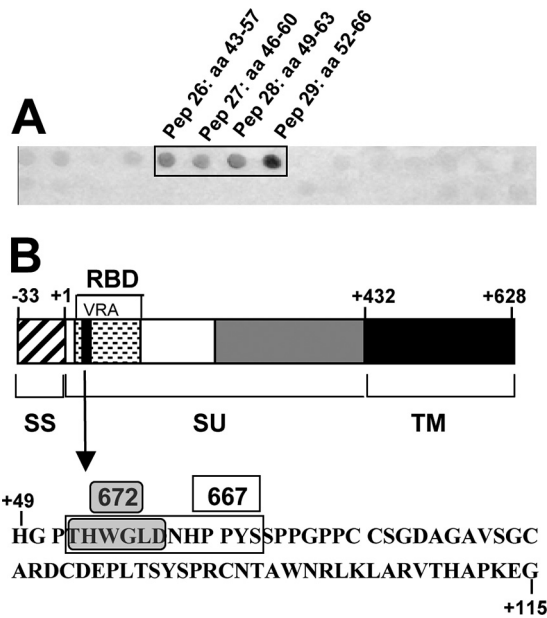 A
Pep 26: aa 43-57
Pep 27: aa 46-60
Pep 28: aa 49-63
Pep 29: aa 52-66
B
RBD
-33 +1 VRA +432 +628
SS SU TM
672 667
+49
HG PTHWGLDNHP PYSSPPGPPC CSGDAGAVSGC
ARDCDEPLTSYSPRCNTAWNRLKLARVTHAPKEG
+115